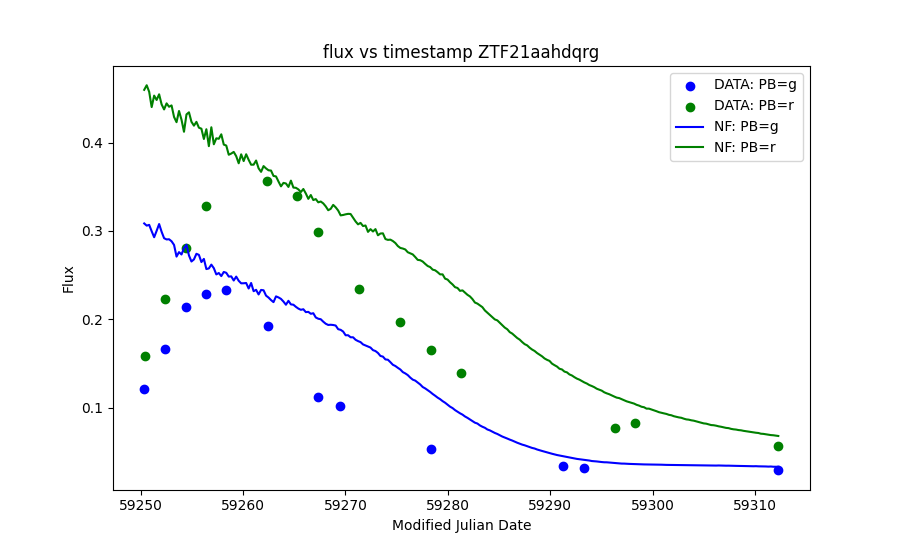 flux vs timestamp ZTF21aahdqrg
DATA: PB=g
DATA: PB=r
NF: PB=g
NF: PB=r
Flux
0.4
0.3
0.2
0.1
59250 59260 59270 59280 59290 59300 59310
Modified Julian Date